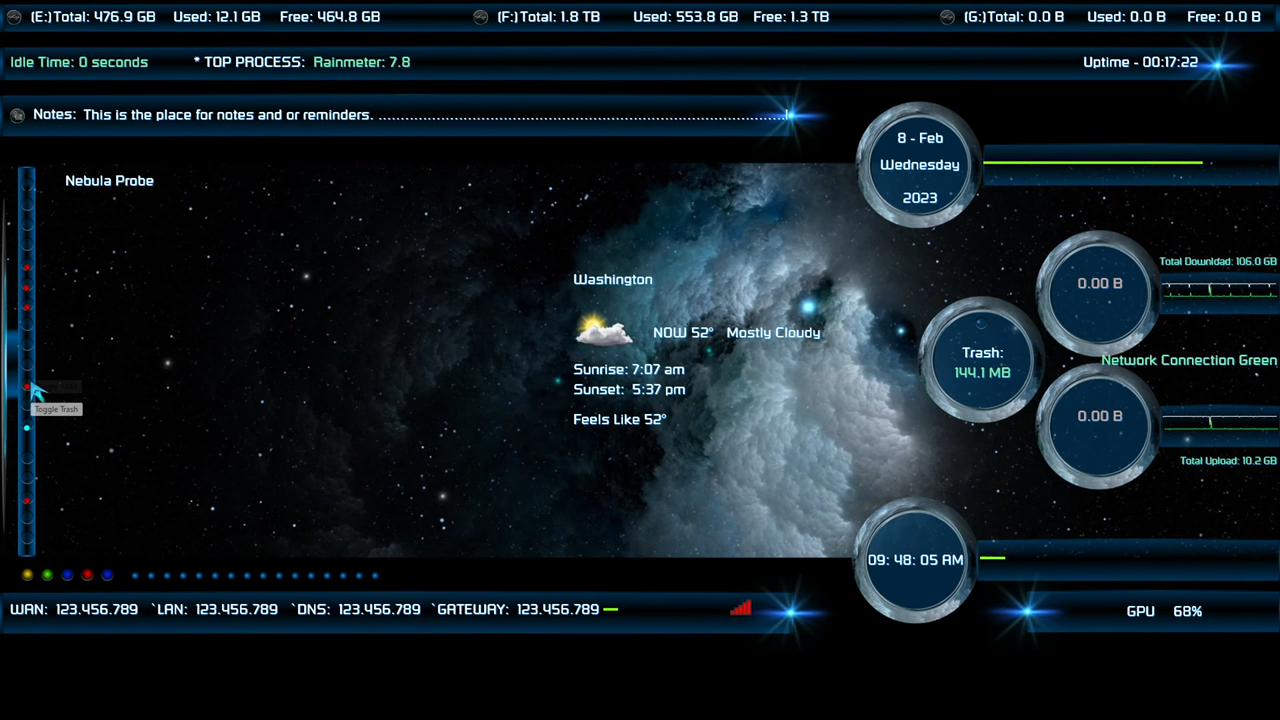 (E:)Total: 476.9 GB Used: 12.1 GB Free: 464.8 GB (F:)Total: 1.8 TB Used: 553.8 GB Free: 1.3 TB (G:)Total: 0.0 B Used: 0.0 B Free: 0.0 B
Idle Time: 0 seconds * TOP PROCESS: Rainmeter: 7.8 Uptime - 00:17:22
Notes: This is the place for notes and or reminders. ..........................................................................................
8 - Feb
Wednesday
2023
Nebula Probe
Washington
NOW 52° Mostly Cloudy
Sunrise: 7:07 am
Sunset: 5:37 pm
Feels Like 52°
Total Download: 106.0 GB
0.00 B
Trash:
144.1 MB
Network Connection Green
0.00 B
Total Upload: 10.2 GB
Toggle Trash
09: 48: 05 AM
WAN: 123.456.789 `LAN: 123.456.789 `DNS: 123.456.789 `GATEWAY: 123.456.789
GPU 68%